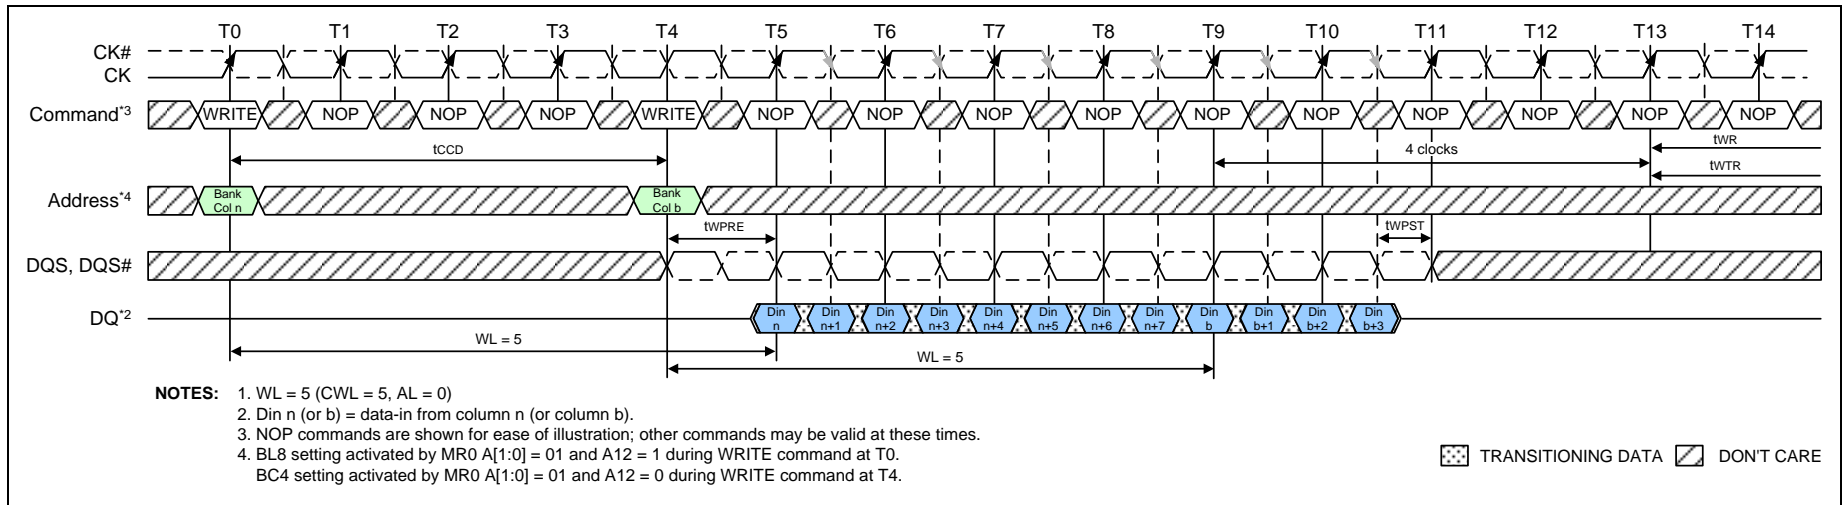 T0 T1 T2 T3 T4 T5 T6 T7 T8 T9 T10 T11 T12 T13 T14
CK#
CK
Command*3 WRITE NOP NOP NOP WRITE NOP NOP NOP NOP NOP NOP NOP NOP NOP NOP
tCCD 4 clocks tWR
tWTR
Address*4 Bank Col n Bank Col b
tWPRE tWPST
DQS, DQS#
DQ*2 Din n Din n+1 Din n+2 Din n+3 Din n+4 Din n+5 Din n+6 Din n+7 Din b Din b+1 Din b+2 Din b+3
WL = 5
WL = 5
NOTES: 1. WL = 5 (CWL = 5, AL = 0)
2. Din n (or b) = data-in from column n (or column b).
3. NOP commands are shown for ease of illustration; other commands may be valid at these times.
4. BL8 setting activated by MR0 A[1:0] = 01 and A12 = 1 during WRITE command at T0.
BC4 setting activated by MR0 A[1:0] = 01 and A12 = 0 during WRITE command at T4.
TRANSITIONING DATA DON'T CARE